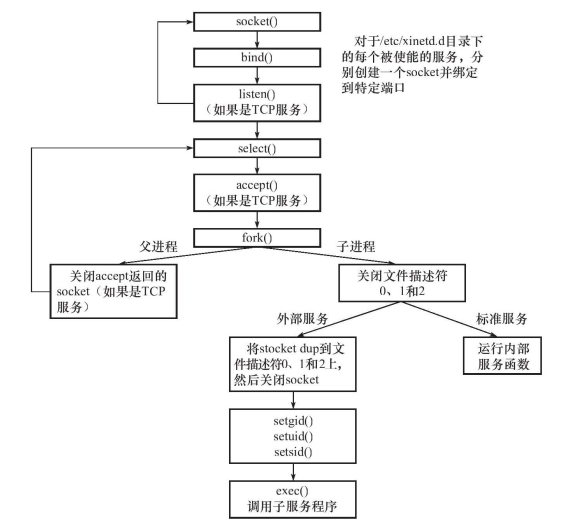 socket()
对于/etc/xinetd.d目录下
的每个被使能的服务，分
别创建一个socket并绑定
到特定端口
bind()
listen()
（如果是TCP服务）
select()
accept()
（如果是TCP服务）
fork()
父进程
子进程
关闭accept返回的
socket（如果是TCP
服务）
关闭文件描述符
0、1和2
外部服务
标准服务
将stocket dup到文
件描述符0、1和2上，
然后关闭socket
运行内部
服务函数
setgid()
setuid()
setsid()
exec()
调用子服务程序